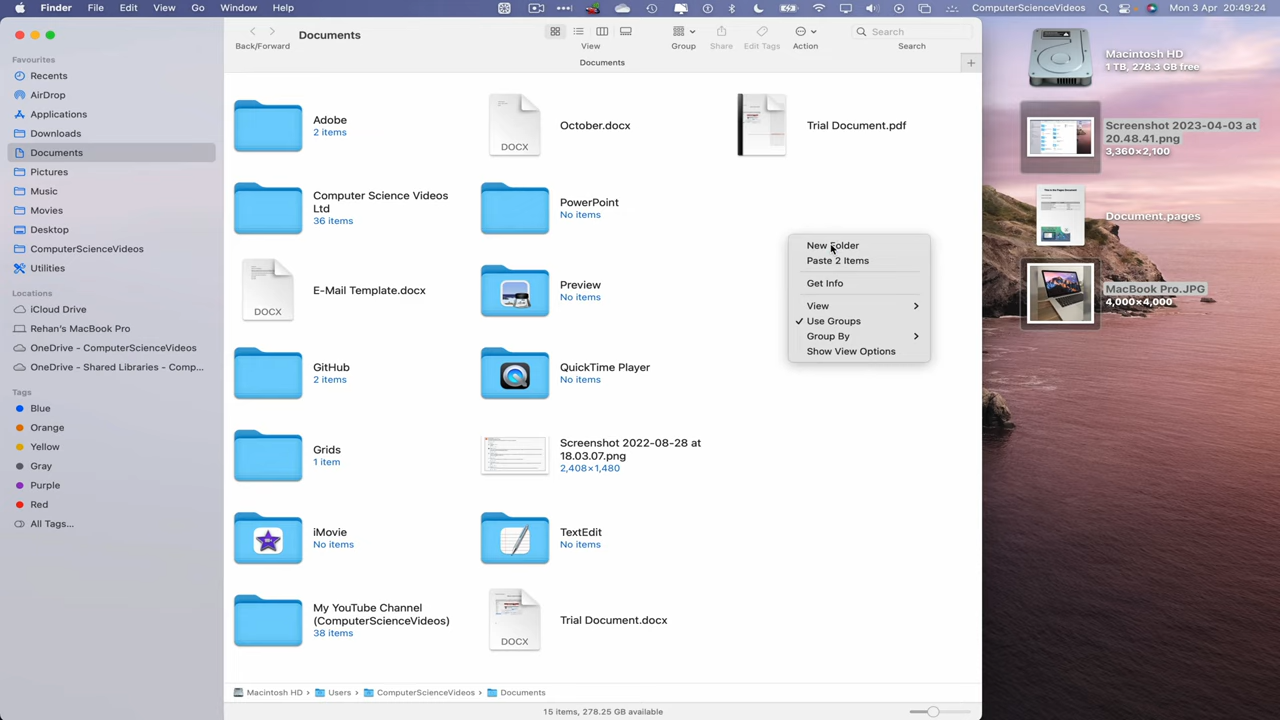 Finder File Edit View Go Window Help
ComputerScienceVideos Mon 3 Apr 20:49:24
Documents
Back/Forward View Group Share Edit Tags Action Search
Search
Documents
Favourites
Recents
AirDrop
Applications
Downloads
Documents
Pictures
Music
Movies
Desktop
ComputerScienceVideos
Utilities
Locations
iCloud Drive
Rehan's MacBook Pro
OneDrive - ComputerScienceVideos
OneDrive - Shared Libraries - Comp...
Tags
Blue
Orange
Yellow
Gray
Purple
Red
All Tags...
Adobe
2 items
Computer Science Videos
Ltd
36 items
DOCX
E-Mail Template.docx
GitHub
2 items
Grids
1 item
iMovie
No items
My YouTube Channel
(ComputerScienceVideos)
38 items
DOCX
October.docx
PowerPoint
No items
Preview
No items
QuickTime Player
No items
Screenshot 2022-08-28 at
18.03.07.png
2,408×1,480
TextEdit
No items
DOCX
Trial Document.docx
Trial Document.pdf
New Folder
Paste 2 Items
Get Info
View
Use Groups
Group By
Show View Options
Macintosh HD
1 TB, 278.3 GB free
Screenshot 2023-04-03 at
20.48.41.png
3,360×2,100
Document.pages
MacBook Pro.JPG
4,000×4,000
Macintosh HD › Users › ComputerScienceVideos › Documents
15 items, 278.25 GB available